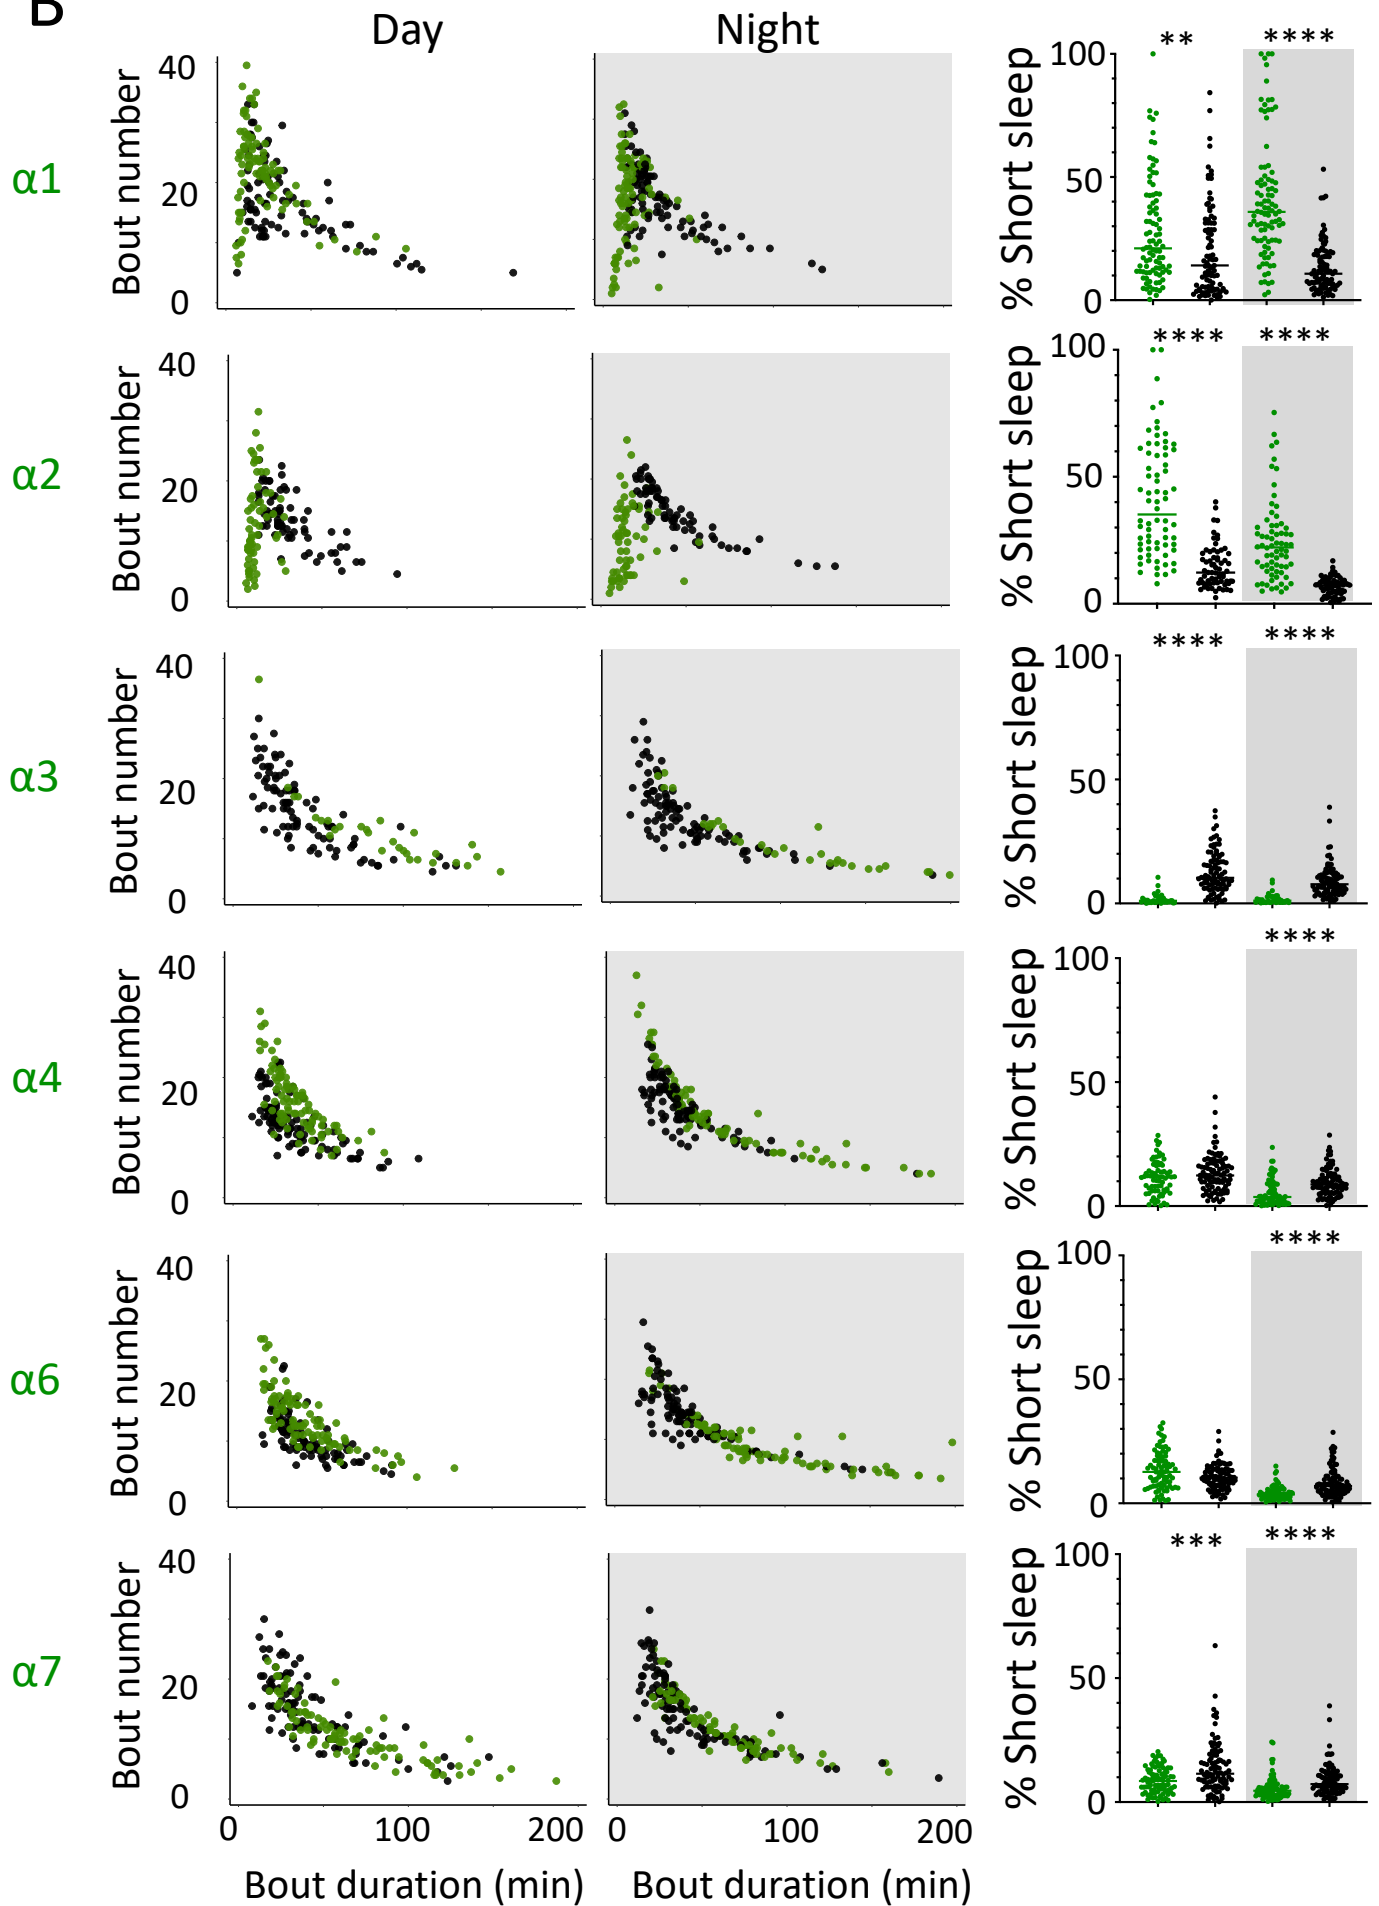 B
Day Night
α1 Bout number 40 20 0 % Short sleep 100 50 0 ** ****
α2 Bout number 40 20 0 % Short sleep 100 50 0 **** ****
α3 Bout number 40 20 0 % Short sleep 100 50 0 **** ****
α4 Bout number 40 20 0 % Short sleep 100 50 0 ****
α6 Bout number 40 20 0 % Short sleep 100 50 0 ****
α7 Bout number 40 20 0 % Short sleep 100 50 0 *** ****
0 100 200 0 100 200
Bout duration (min) Bout duration (min)